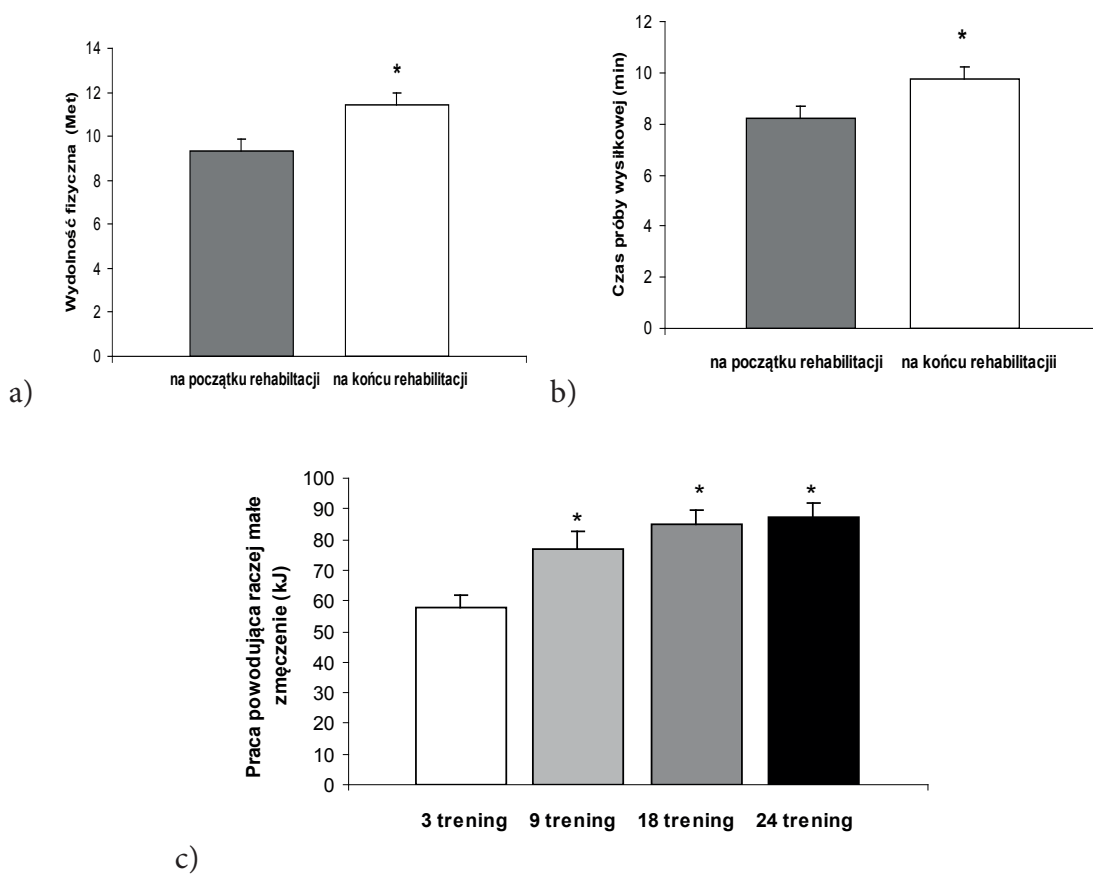 14
12
10
8
6
4
2
0
Wydolność fizyczna (Met)
*
na początku rehabiltacji
na końcu rehabilitacji
a)
12
10
8
6
4
2
0
Czas próby wysiłkowej (min)
*
na początku rehabilitacji
na końcu rehabilitacjii
b)
100
90
80
70
60
50
40
30
20
10
0
Praca powodująca raczej małe
zmęczenie (kJ)
*
*
*
3 trening
9 trening
18 trening
24 trening
c)